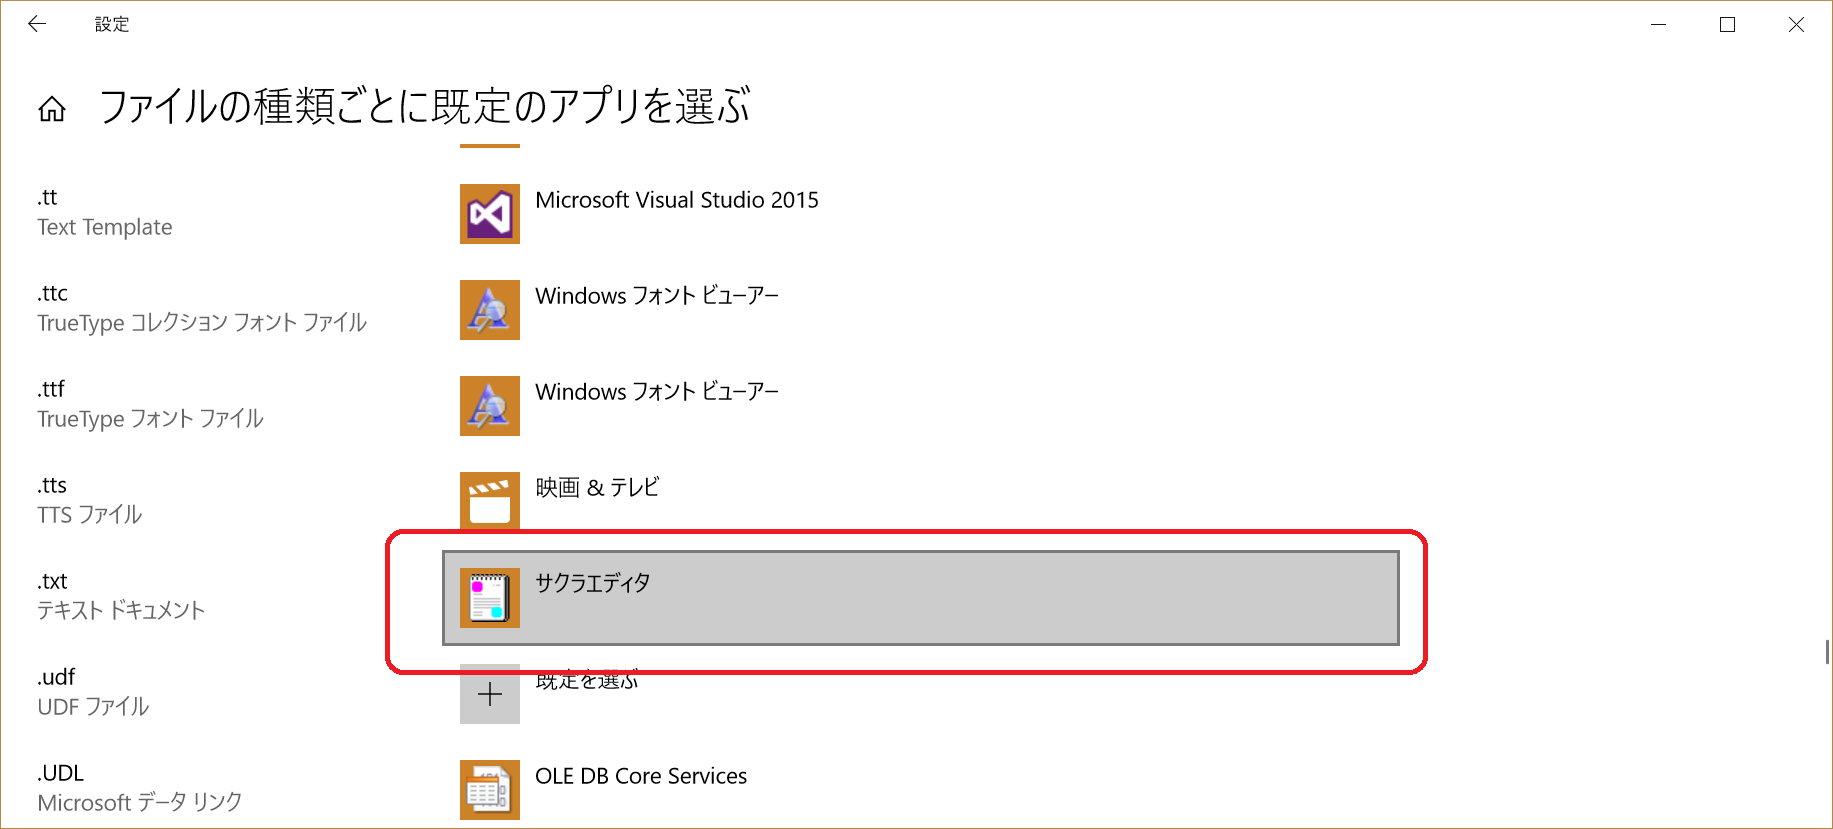 設定
ファイルの種類ごとに既定のアプリを選ぶ
.tt
Text Template
Microsoft Visual Studio 2015
.ttc
TrueType コレクション フォント ファイル
Windows フォント ビューアー
.ttf
TrueType フォント ファイル
Windows フォント ビューアー
.tts
TTS ファイル
映画 & テレビ
.txt
テキスト ドキュメント
サクラエディタ
.udf
UDF ファイル
既定を選ぶ
.UDL
Microsoft データ リンク
OLE DB Core Services